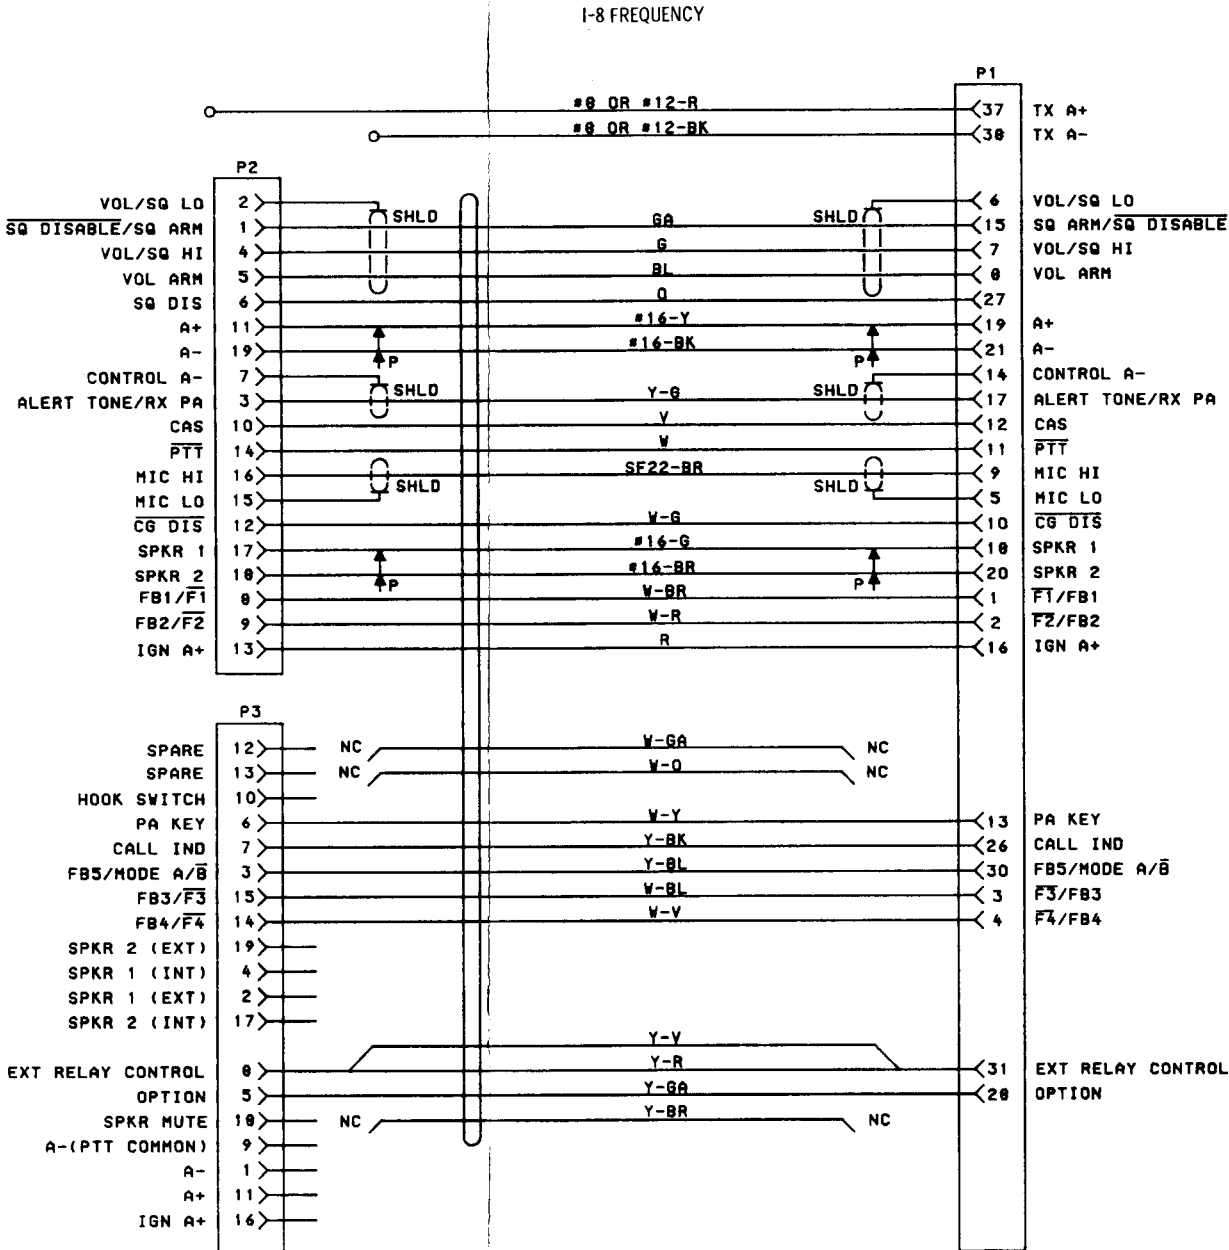 I-8 FREQUENCY
P1
#8 OR #12-R <37 TX A+
#8 OR #12-BK <38 TX A-
P2
VOL/SQ LO 2> SHLD SHLD <6 VOL/SQ LO
SQ DISABLE/SQ ARM 1> GA <15 SQ ARM/SQ DISABLE
VOL/SQ HI 4> G <7 VOL/SQ HI
VOL ARM 5> BL <8 VOL ARM
SQ DIS 6> O <27
A+ 11> #16-Y <19 A+
A- 19> P #16-BK P <21 A-
CONTROL A- 7> SHLD SHLD <14 CONTROL A-
ALERT TONE/RX PA 3> Y-G <17 ALERT TONE/RX PA
CAS 10> V <12 CAS
PTT 14> W <11 PTT
MIC HI 16> SF22-BR <9 MIC HI
MIC LO 15> SHLD SHLD <5 MIC LO
CG DIS 12> W-G <10 CG DIS
SPKR 1 17> #16-G <18 SPKR 1
SPKR 2 18> P #16-BR P <20 SPKR 2
FB1/F1 8> W-BR <1 F1/FB1
FB2/F2 9> W-R <2 F2/FB2
IGN A+ 13> R <16 IGN A+
P3
SPARE 12> NC W-GA NC
SPARE 13> NC W-O NC
HOOK SWITCH 10>
PA KEY 6> W-Y <13 PA KEY
CALL IND 7> Y-BK <26 CALL IND
FB5/MODE A/B 3> Y-BL <30 FB5/MODE A/B
FB3/F3 15> W-BL <3 F3/FB3
FB4/F4 14> W-V <4 F4/FB4
SPKR 2 (EXT) 19>
SPKR 1 (INT) 4>
SPKR 1 (EXT) 2>
SPKR 2 (INT) 17>
Y-V
EXT RELAY CONTROL 8> Y-R <31 EXT RELAY CONTROL
OPTION 5> Y-GA <28 OPTION
SPKR MUTE 18> NC Y-BR NC
A-(PTT COMMON) 9>
A- 1>
A+ 11>
IGN A+ 16>